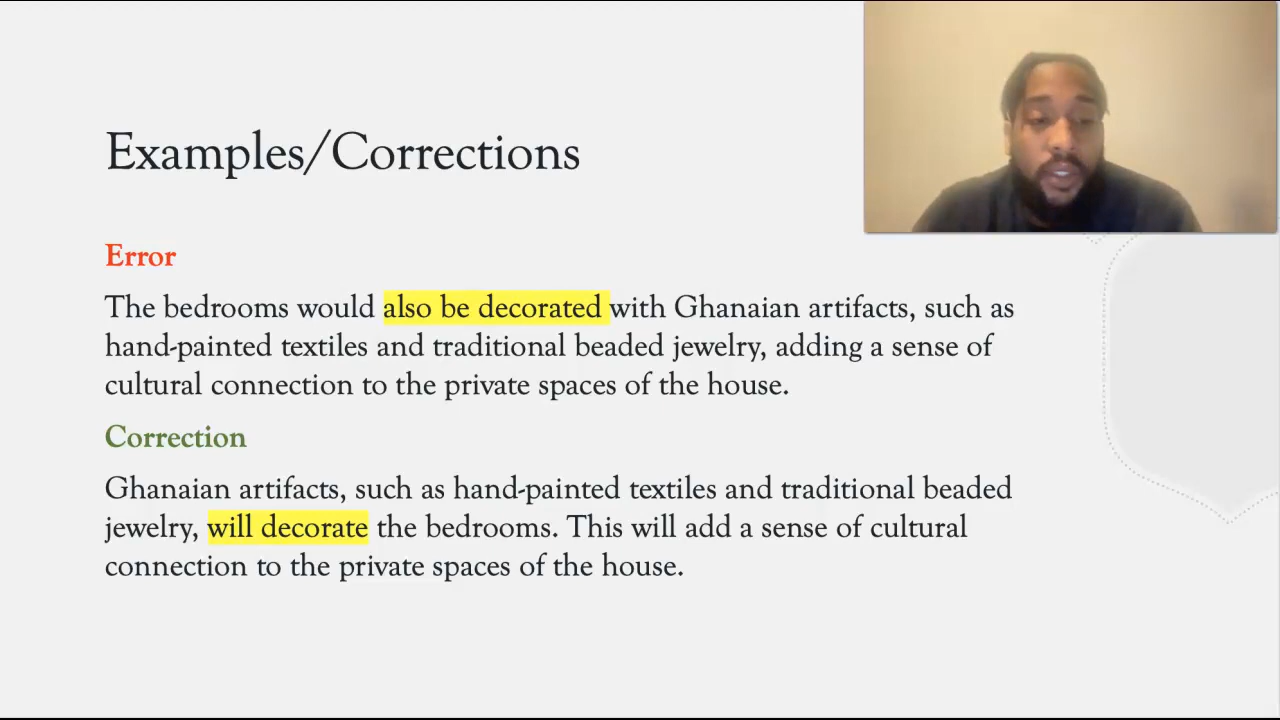 Examples/Corrections
Error
The bedrooms would also be decorated with Ghanaian artifacts, such as
hand-painted textiles and traditional beaded jewelry, adding a sense of
cultural connection to the private spaces of the house.
Correction
Ghanaian artifacts, such as hand-painted textiles and traditional beaded
jewelry, will decorate the bedrooms. This will add a sense of cultural
connection to the private spaces of the house.